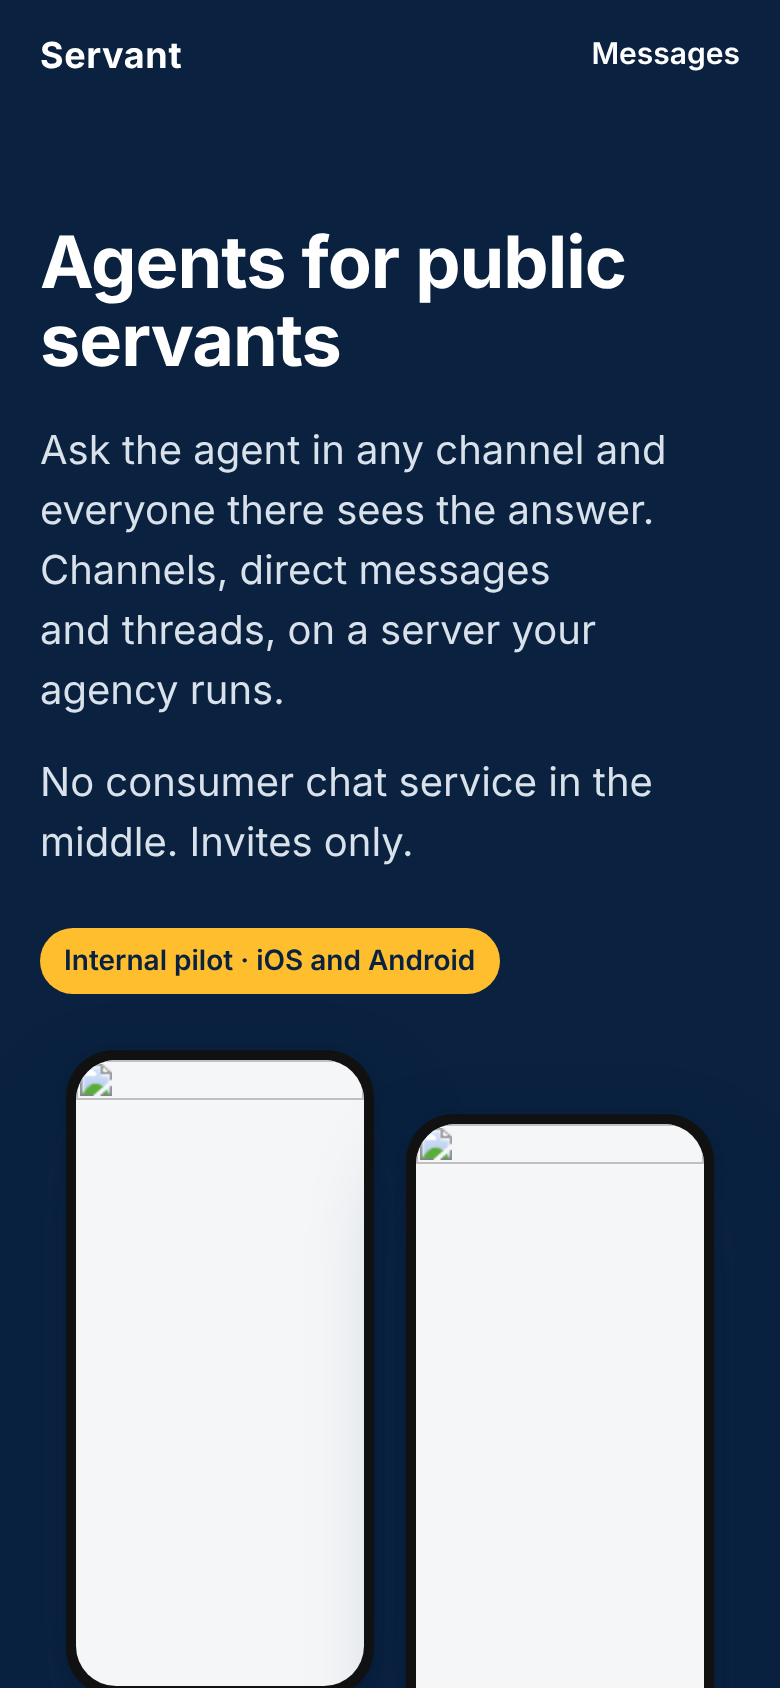 Servant
Messages
Agents for public
servants
Ask the agent in any channel and
everyone there sees the answer.
Channels, direct messages
and threads, on a server your
agency runs.
No consumer chat service in the
middle. Invites only.
Internal pilot · iOS and Android